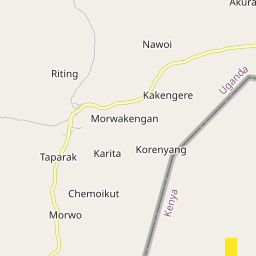 Akura
Nawoi
Riting
Uganda
Kakengere
Morwakengan
Korenyang
Taparak
Karita
Chemoikut
Kenya
Morwo